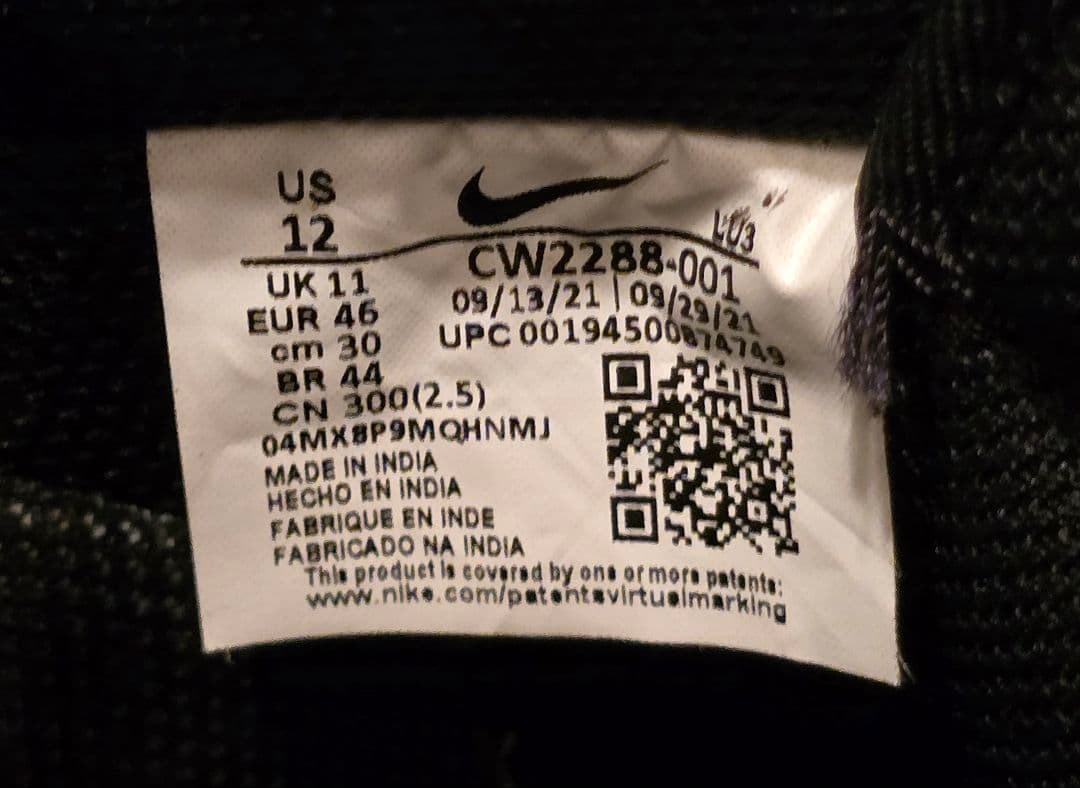 US
12
LU3
UK 11
EUR 46
cm 30
BR 44
CN 300(2.5)
04MX8P9MQHNMJ
MADE IN INDIA
HECHO EN INDIA
FABRIQUE EN INDE
FABRICADO NA INDIA
CW2288-001
09/13/21 | 09/29/21
UPC 00194500874749
This product is covered by one or more patents:
www.nike.com/patentsvirtualmarking